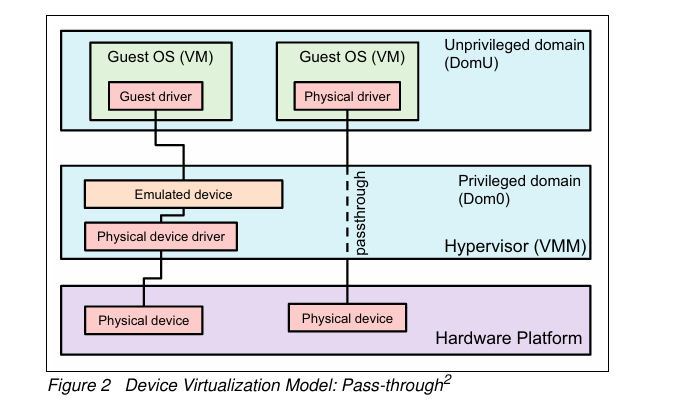 Guest OS (VM)
Guest driver
Guest OS (VM)
Physical driver
Unprivileged domain
(DomU)
Emulated device
Physical device driver
passthrough
Privileged domain
(Dom0)
Hypervisor (VMM)
Physical device
Physical device
Hardware Platform
Figure 2 Device Virtualization Model: Pass-through2